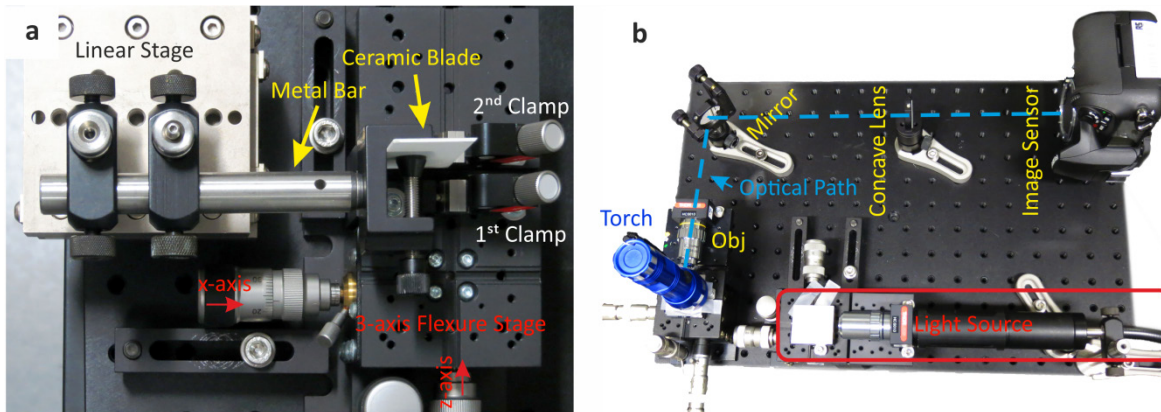 a
Linear Stage
Ceramic Blade
Metal Bar
2nd Clamp
1st Clamp
x-axis
3-axis Flexure Stage
z-axis
b
Mirror
Concave Lens
Image Sensor
Optical Path
Torch
Obj
Light Source